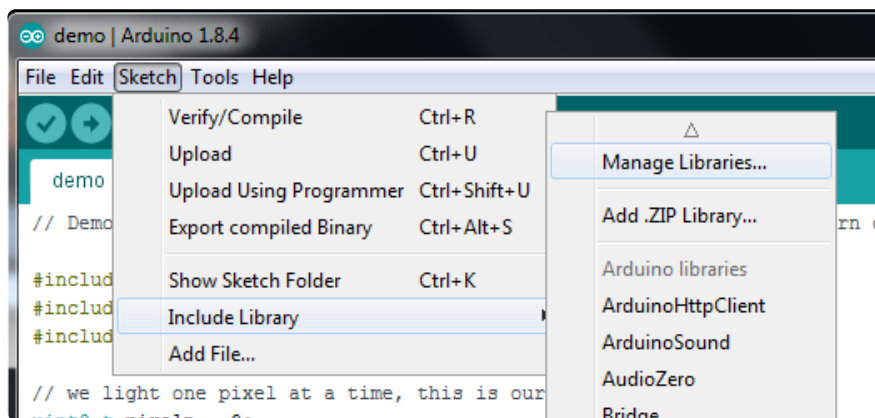 demo | Arduino 1.8.4
File Edit Sketch Tools Help
Verify/Compile Ctrl+R
Upload Ctrl+U
Upload Using Programmer Ctrl+Shift+U
Export compiled Binary Ctrl+Alt+S
Show Sketch Folder Ctrl+K
Include Library
Add File...
Manage Libraries...
Add .ZIP Library...
Arduino libraries
ArduinoHttpClient
ArduinoSound
AudioZero
Bridge
demo
// Demo
#includ
#includ
#includ
// we light one pixel at a time, this is our